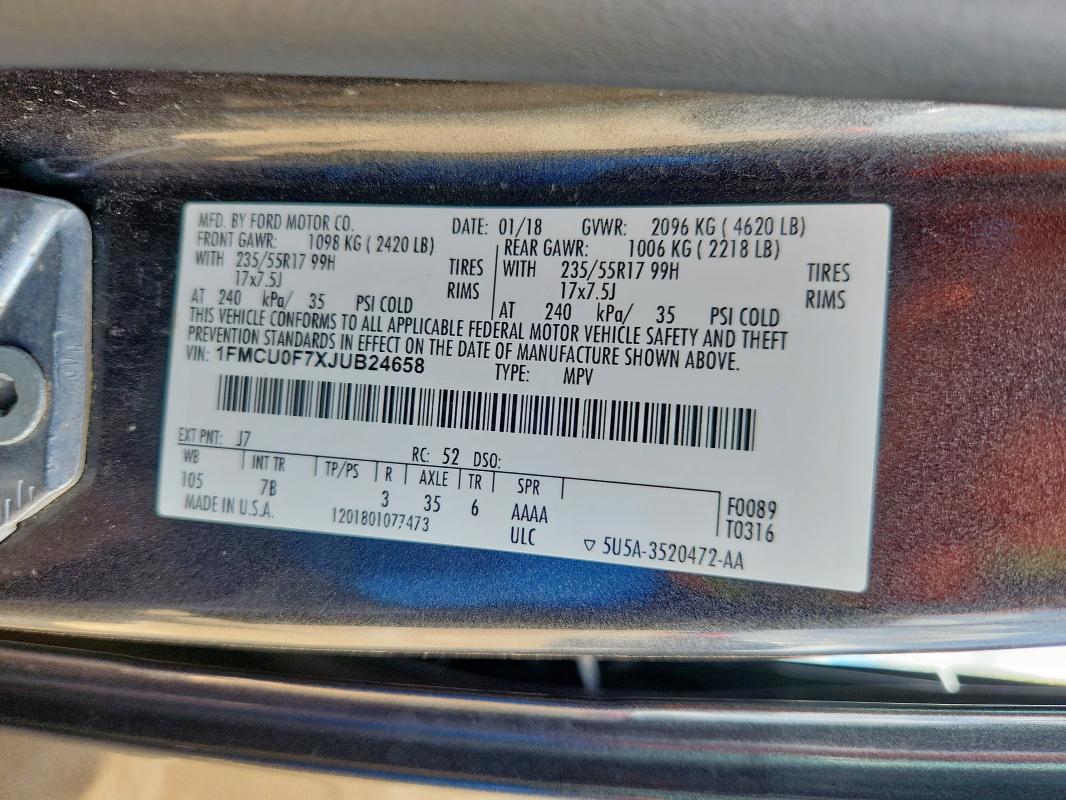 MFD. BY FORD MOTOR CO. DATE: 01/18 GVWR: 2096 KG ( 4620 LB)
FRONT GAWR: 1098 KG ( 2420 LB) REAR GAWR: 1006 KG ( 2218 LB)
WITH 235/55R17 99H TIRES WITH 235/55R17 99H TIRES
17x7.5J RIMS 17x7.5J RIMS
AT 240 kPa/ 35 PSI COLD AT 240 kPa/ 35 PSI COLD
THIS VEHICLE CONFORMS TO ALL APPLICABLE FEDERAL MOTOR VEHICLE SAFETY AND THEFT
PREVENTION STANDARDS IN EFFECT ON THE DATE OF MANUFACTURE SHOWN ABOVE.
VIN: 1FMCU0F7XJUB24658 TYPE: MPV
EXT PNT: J7 RC: 52 DSO:
WB INT TR TP/PS R AXLE TR SPR
105 7B 3 35 6 AAAA F0089
MADE IN U.S.A. 1201801077473 ULC T0316
5U5A-3520472-AA